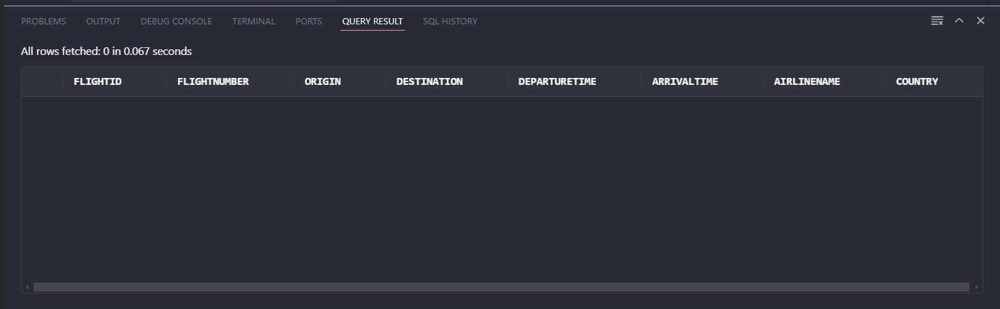 PROBLEMS OUTPUT DEBUG CONSOLE TERMINAL PORTS QUERY RESULT SQL HISTORY
All rows fetched: 0 in 0.067 seconds
FLIGHTID FLIGHTNUMBER ORIGIN DESTINATION DEPARTURETIME ARRIVALTIME AIRLINENAME COUNTRY